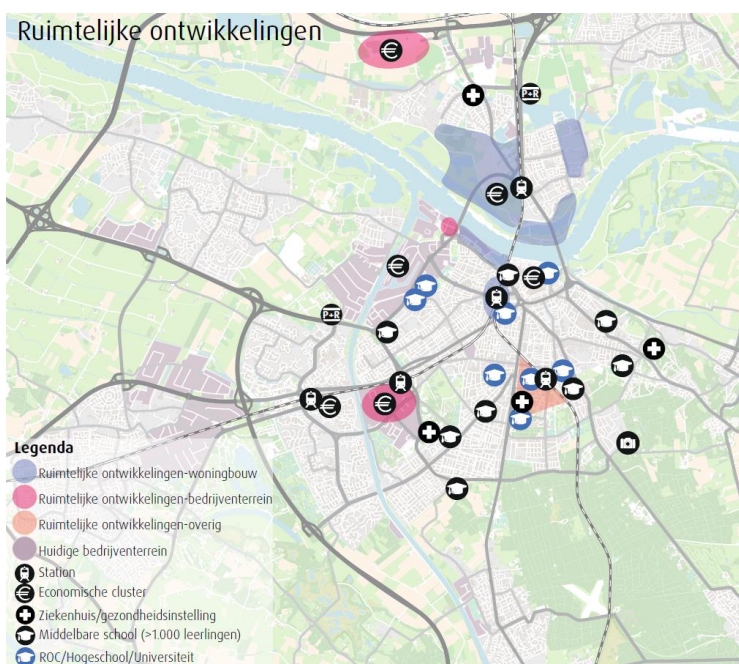 Ruimtelijke ontwikkelingen
P+R
P+R
Legenda
Ruimtelijke ontwikkelingen-woningbouw
Ruimtelijke ontwikkelingen-bedrijventerrein
Ruimtelijke ontwikkelingen-overig
Huidige bedrijventerrein
Station
Economische cluster
Ziekenhuis/gezondheidsinstelling
Middelbare school (>1.000 leerlingen)
ROC/Hogeschool/Universiteit